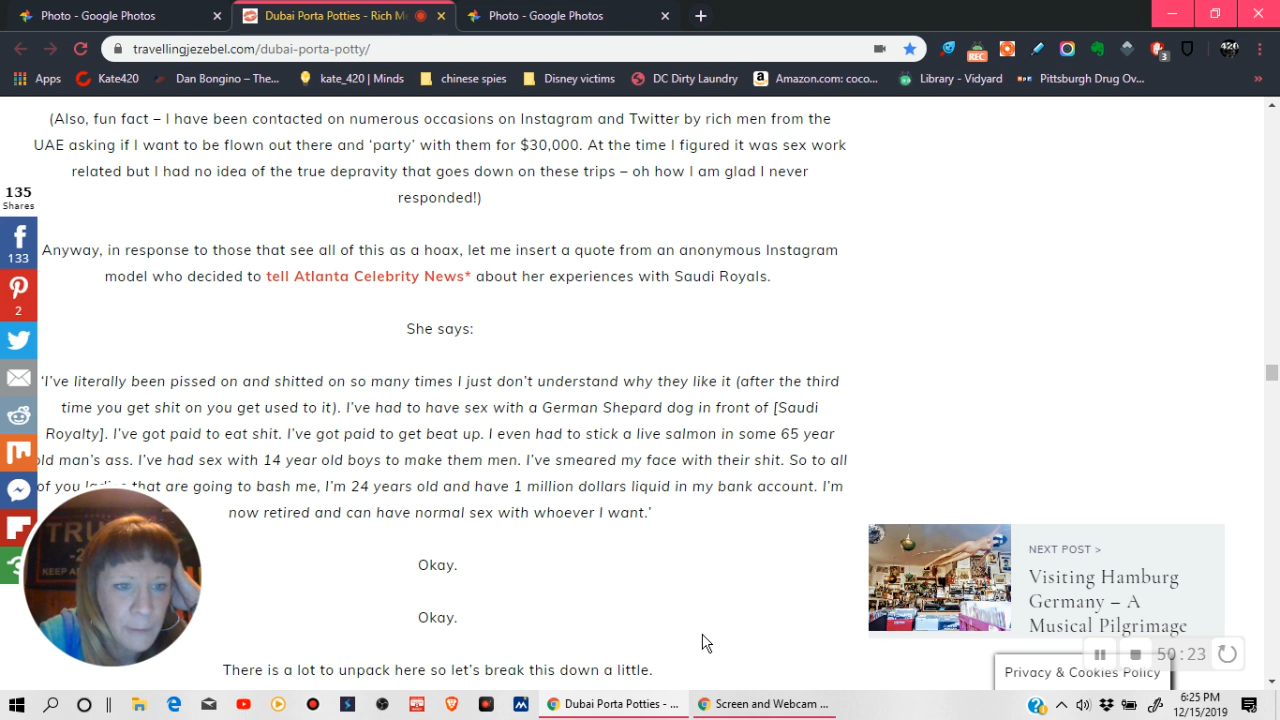 Photo - Google Photos
Dubai Porta Potties - Rich M
Photo - Google Photos
travellingjezebel.com/dubai-porta-potty/
REC
3
420
Apps
Kate420
Dan Bongino – The...
kate_420 | Minds
chinese spies
Disney victims
DC Dirty Laundry
Amazon.com: coco...
Library - Vidyard
Pittsburgh Drug Ov...
(Also, fun fact – I have been contacted on numerous occasions on Instagram and Twitter by rich men from the
UAE asking if I want to be flown out there and ‘party’ with them for $30,000. At the time I figured it was sex work
related but I had no idea of the true depravity that goes down on these trips – oh how I am glad I never
responded!)
135
Shares
133
2
Anyway, in response to those that see all of this as a hoax, let me insert a quote from an anonymous Instagram
model who decided to tell Atlanta Celebrity News* about her experiences with Saudi Royals.
She says:
‘I’ve literally been pissed on and shitted on so many times I just don’t understand why they like it (after the third
time you get shit on you get used to it). I’ve had to have sex with a German Shepard dog in front of [Saudi
Royalty]. I’ve got paid to eat shit. I’ve got paid to get beat up. I even had to stick a live salmon in some 65 year
old man’s ass. I’ve had sex with 14 year old boys to make them men. I’ve smeared my face with their shit. So to all
of you ladies that are going to bash me, I’m 24 years old and have 1 million dollars liquid in my bank account. I’m
now retired and can have normal sex with whoever I want.’
Okay.
Okay.
There is a lot to unpack here so let’s break this down a little.
NEXT POST >
Visiting Hamburg
Germany – A
Musical Pilgrimage
50:23
Privacy & Cookies Policy
TRU
KEEP A
Dubai Porta Potties - ...
Screen and Webcam ...
6:25 PM
12/15/2019